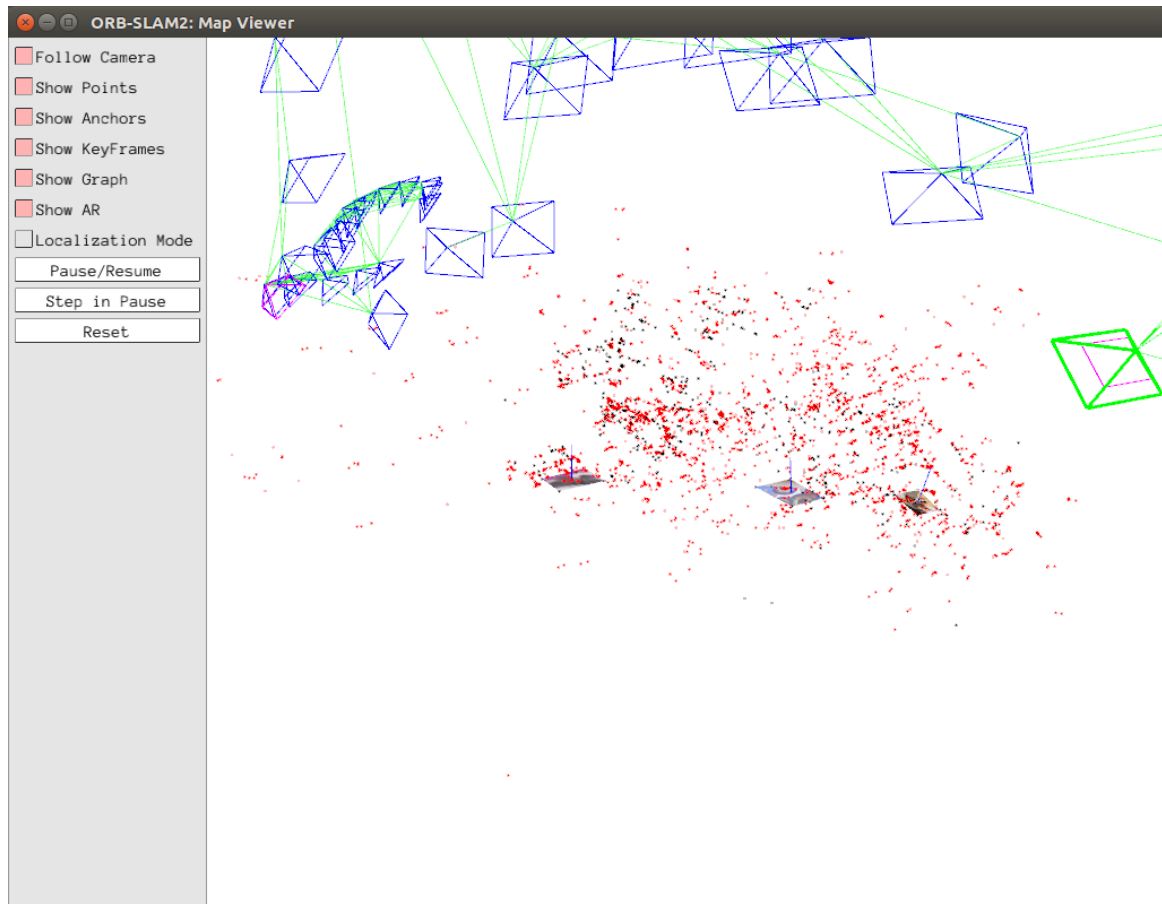 ORB-SLAM2: Map Viewer
Follow Camera
Show Points
Show Anchors
Show KeyFrames
Show Graph
Show AR
Localization Mode
Pause/Resume
Step in Pause
Reset